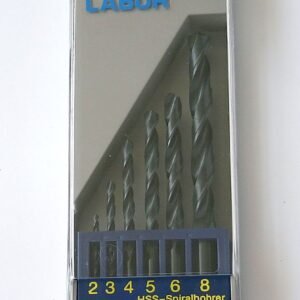 LABOR
2 3 4 5 6 8
HSS-Spiralbohrer